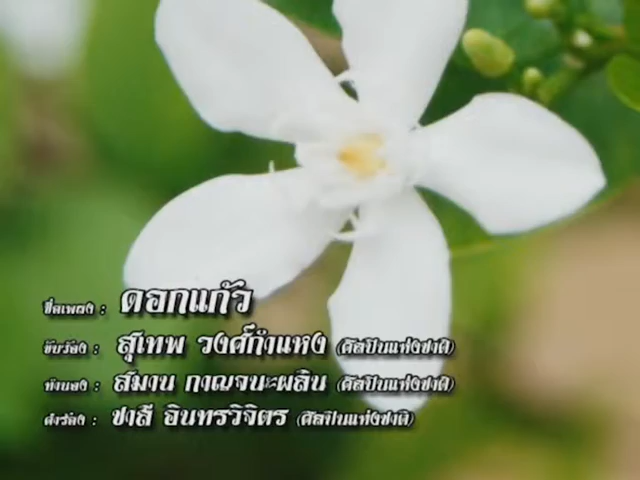 ชื่อเพลง : ดอกแก้ว
ขับร้อง : สุเทพ วงศ์กำแหง (ศิลปินแห่งชาติ)
ทำนอง : สมาน กาญจนะผลิน (ศิลปินแห่งชาติ)
คำร้อง : ชาลี อินทรวิจิตร (ศิลปินแห่งชาติ)